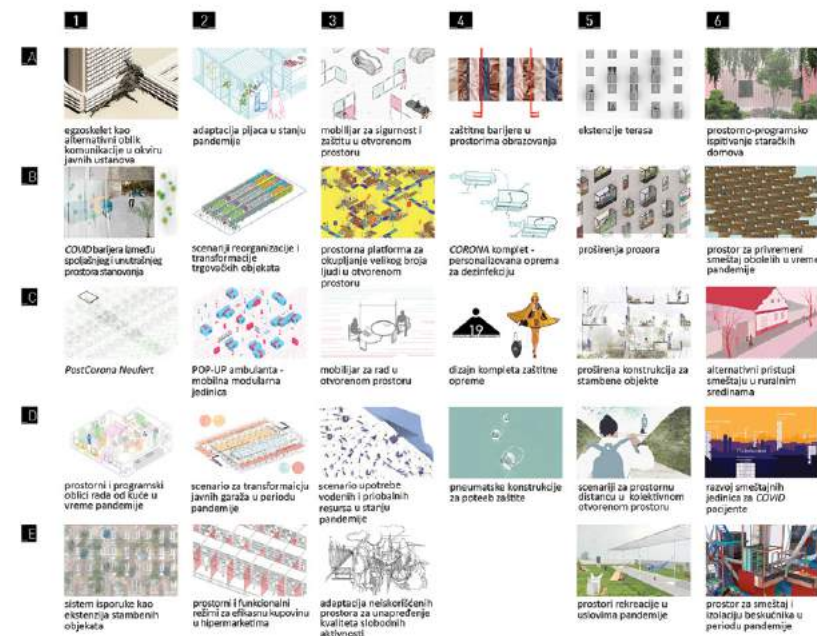 1 2 3 4 5 6
A
egzoskelet kao
alternativni oblik
komunikacije u okviru
javnih ustanova
adaptacija pijaca u stanju
pandemije
mobilijar za sigurnost i
zaštitu u otvorenom
prostoru
zaštitne barijere u
prostorima obrazovanja
ekstenzije terasa
prostorno-programsko
ispitivanje staračkih
domova
B
COVID barijera između
spoljašnjeg i unutrašnjeg
prostora stanovanja
scenariji reorganizacije i
transformacije
trgovačkih objekata
prostorna platforma za
okupljanje velikog broja
ljudi u otvorenom
prostoru
CORONA komplet -
personalizovana oprema
za dezinfekciju
proširenja prozora
prostor za privremeni
smeštaj obolelih u vreme
pandemije
C
PostCorona Neufert
POP-UP ambulanta -
mobilna modularna
jedinica
mobilijar za rad u
otvorenom prostoru
19
dizajn kompleta zaštitne
opreme
proširena konstrukcija za
stambene objekte
alternativni pristupi
smeštaju u ruralnim
sredinama
D
prostorni i programski
oblici rada od kuće u
vreme pandemije
scenario za transformaicju
javnih garaža u periodu
pandemije
scenario upotrebe
vodenih i priobalnih
resursa u stanju
pandemije
pneumatske konstrukcije
za poteeb zaštite
scenariji za prostornu
distancu u kolektivnom
otvorenom prostoru
razvoj smeštajnih
jedinica za COVID
pacijente
E
sistem isporuke kao
ekstenzija stambenih
objekata
prostorni i funkcionalni
režimi za efikasnu kupovinu
u hipermarketima
adaptacija neiskorišćenih
prostora za unapređenje
kvaliteta slobodnih
aktivnosti
prostori rekreacije u
uslovima pandemije
prostor za smeštaj i
izolaciju beskućnika u
periodu pandemije